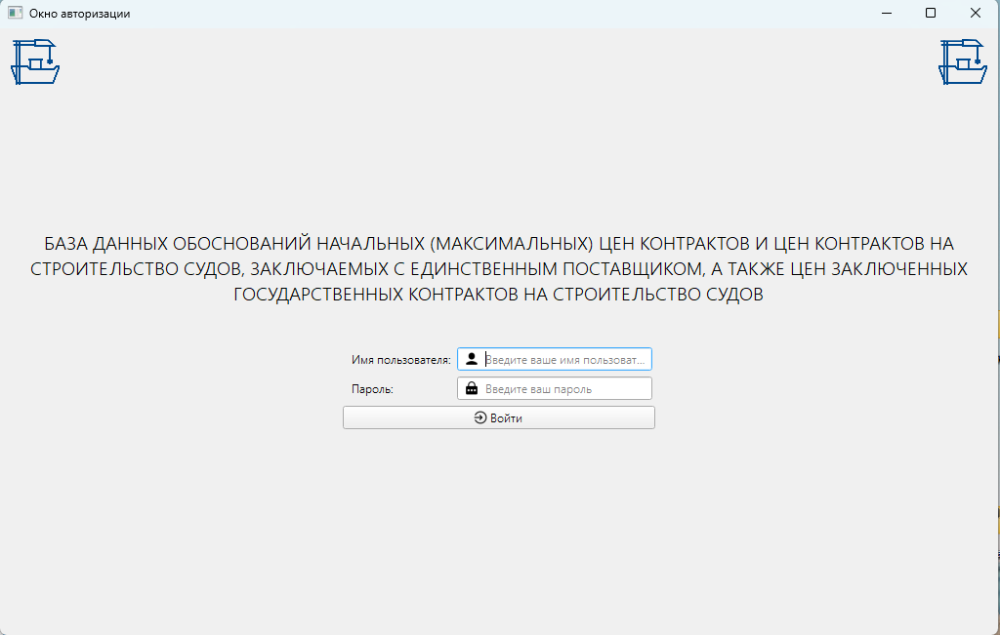 Окно авторизации
БАЗА ДАННЫХ ОБОСНОВАНИЙ НАЧАЛЬНЫХ (МАКСИМАЛЬНЫХ) ЦЕН КОНТРАКТОВ И ЦЕН КОНТРАКТОВ НА
СТРОИТЕЛЬСТВО СУДОВ, ЗАКЛЮЧАЕМЫХ С ЕДИНСТВЕННЫМ ПОСТАВЩИКОМ, А ТАКЖЕ ЦЕН ЗАКЛЮЧЕННЫХ
ГОСУДАРСТВЕННЫХ КОНТРАКТОВ НА СТРОИТЕЛЬСТВО СУДОВ
Имя пользователя: Введите ваше имя пользоват...
Пароль: Введите ваш пароль
Войти